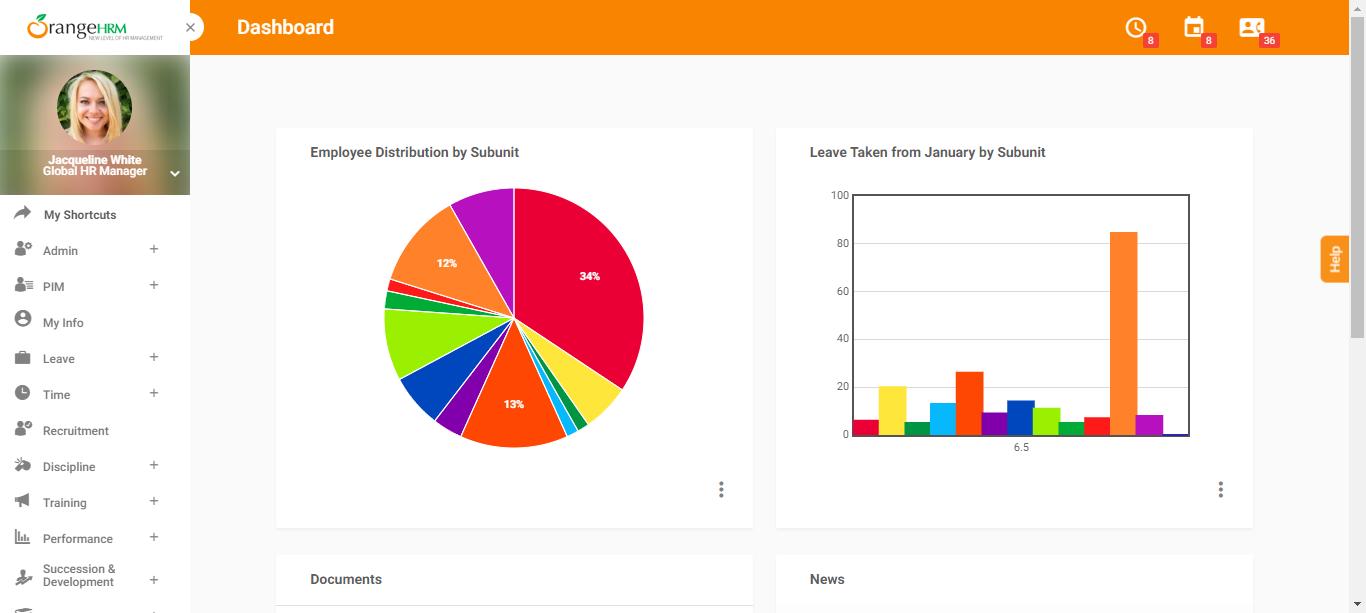 OrangeHRM
NEW LEVEL OF HR MANAGEMENT
Dashboard
8
8
36
Jacqueline White
Global HR Manager
My Shortcuts
Admin
PIM
My Info
Leave
Time
Recruitment
Discipline
Training
Performance
Succession &
Development
Employee Distribution by Subunit
34%
13%
12%
Leave Taken from January by Subunit
100
80
60
40
20
0
6.5
Help
Documents
News